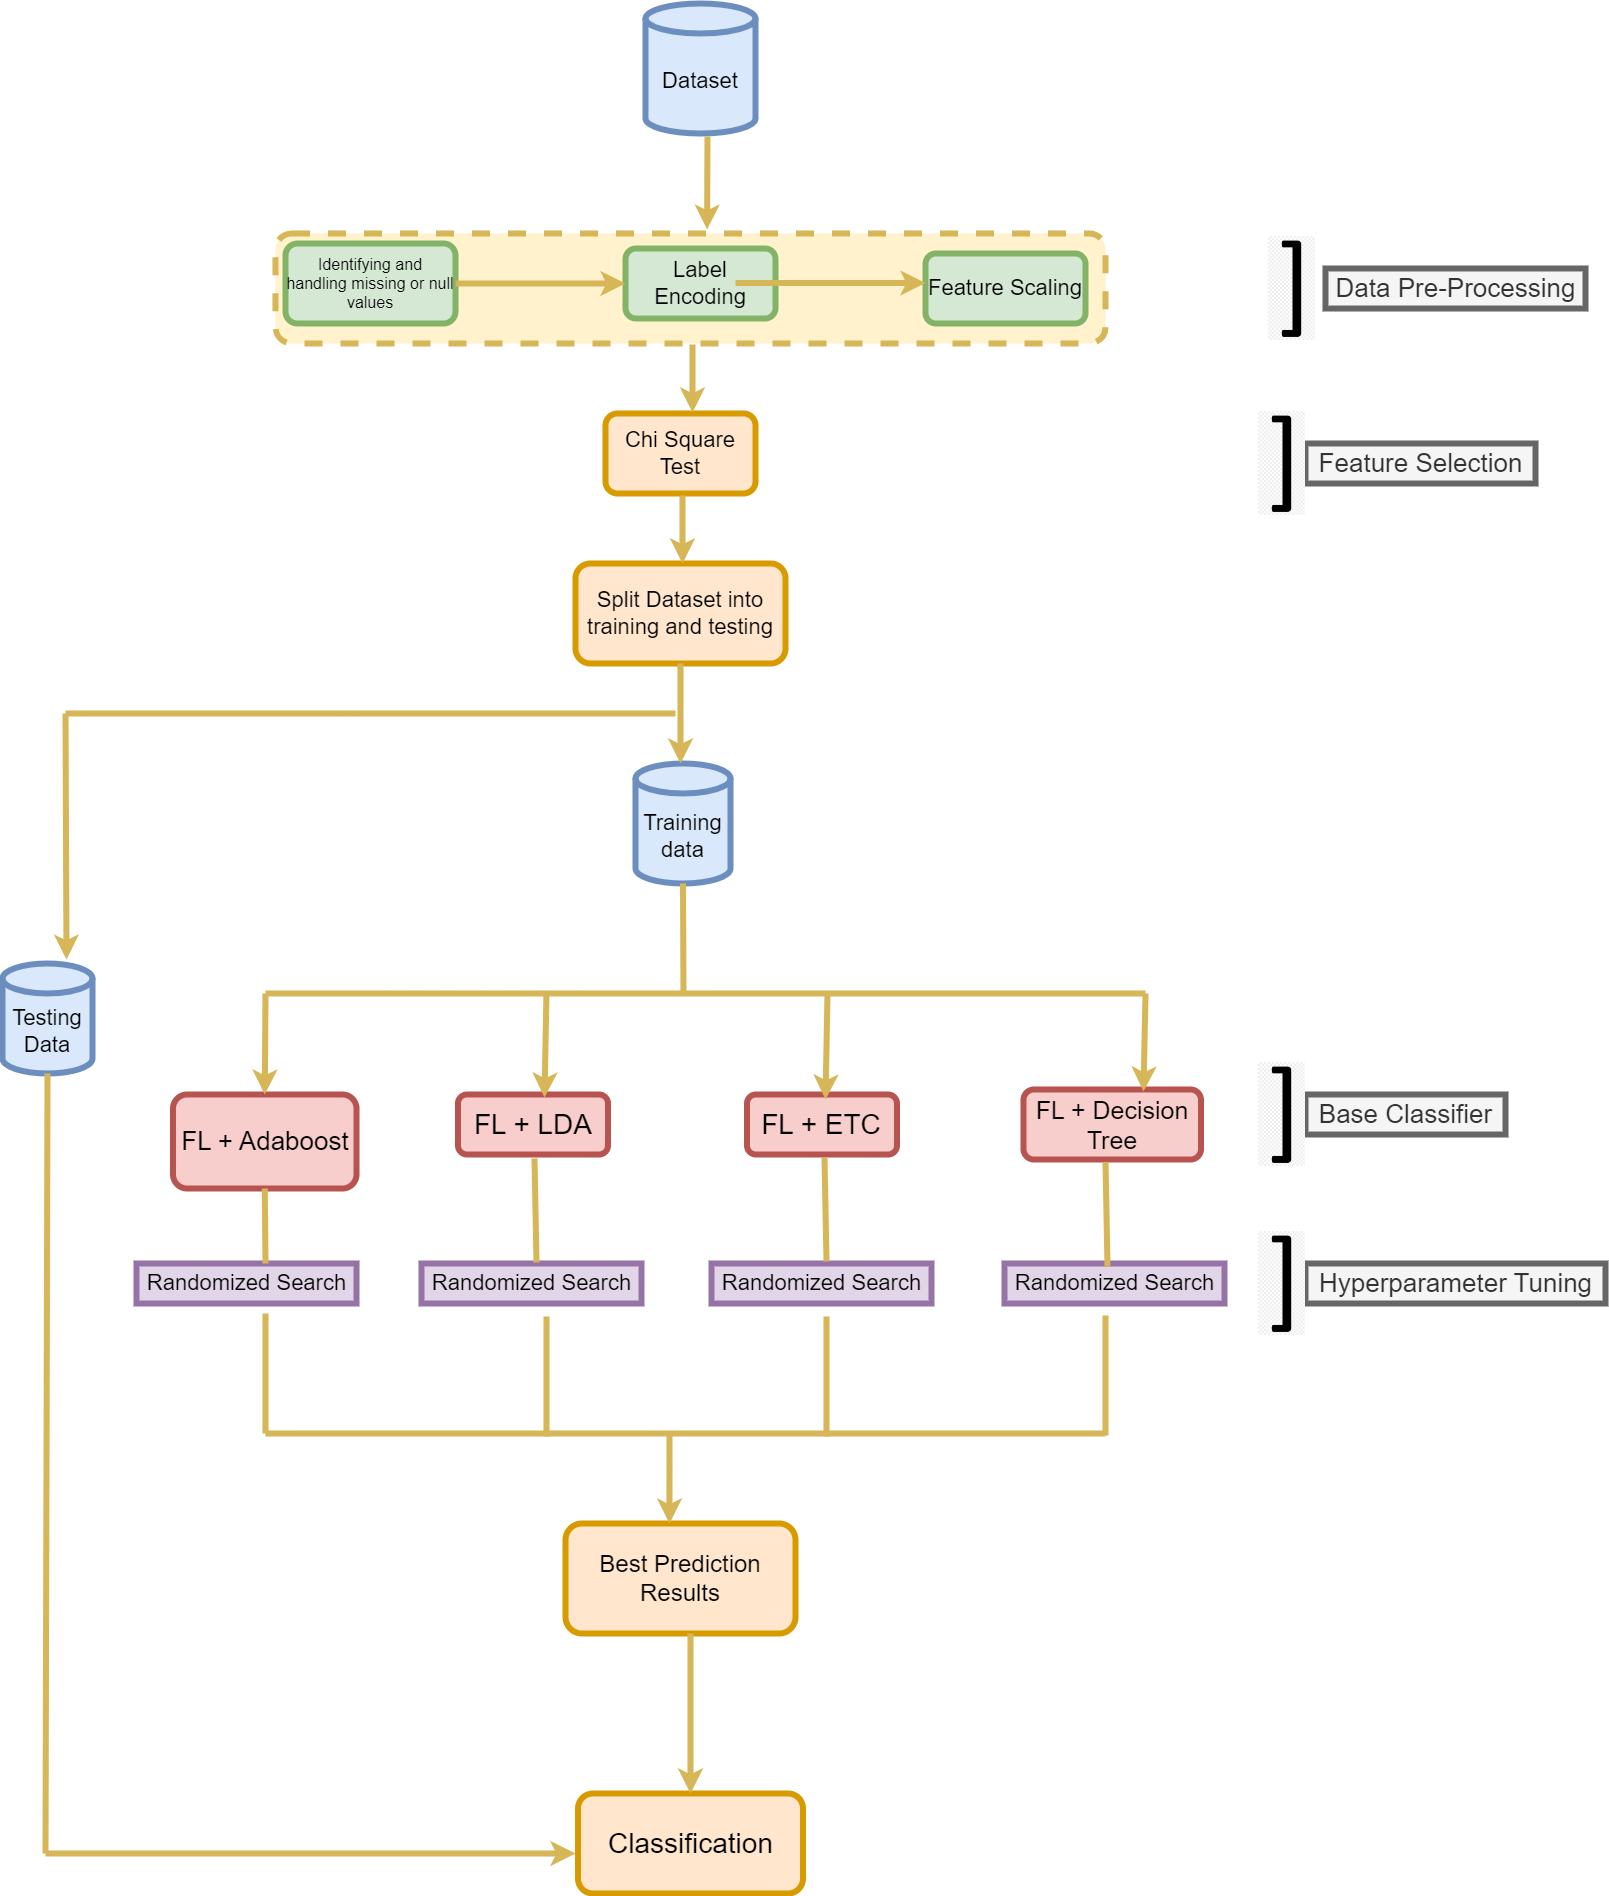 Dataset
Identifying and
handling missing or null
values
Label
Encoding
Feature Scaling
Data Pre-Processing
Chi Square
Test
Feature Selection
Split Dataset into
training and testing
Training
data
Testing
Data
FL + Adaboost
FL + LDA
FL + ETC
FL + Decision
Tree
Base Classifier
Randomized Search
Randomized Search
Randomized Search
Randomized Search
Hyperparameter Tuning
Best Prediction
Results
Classification